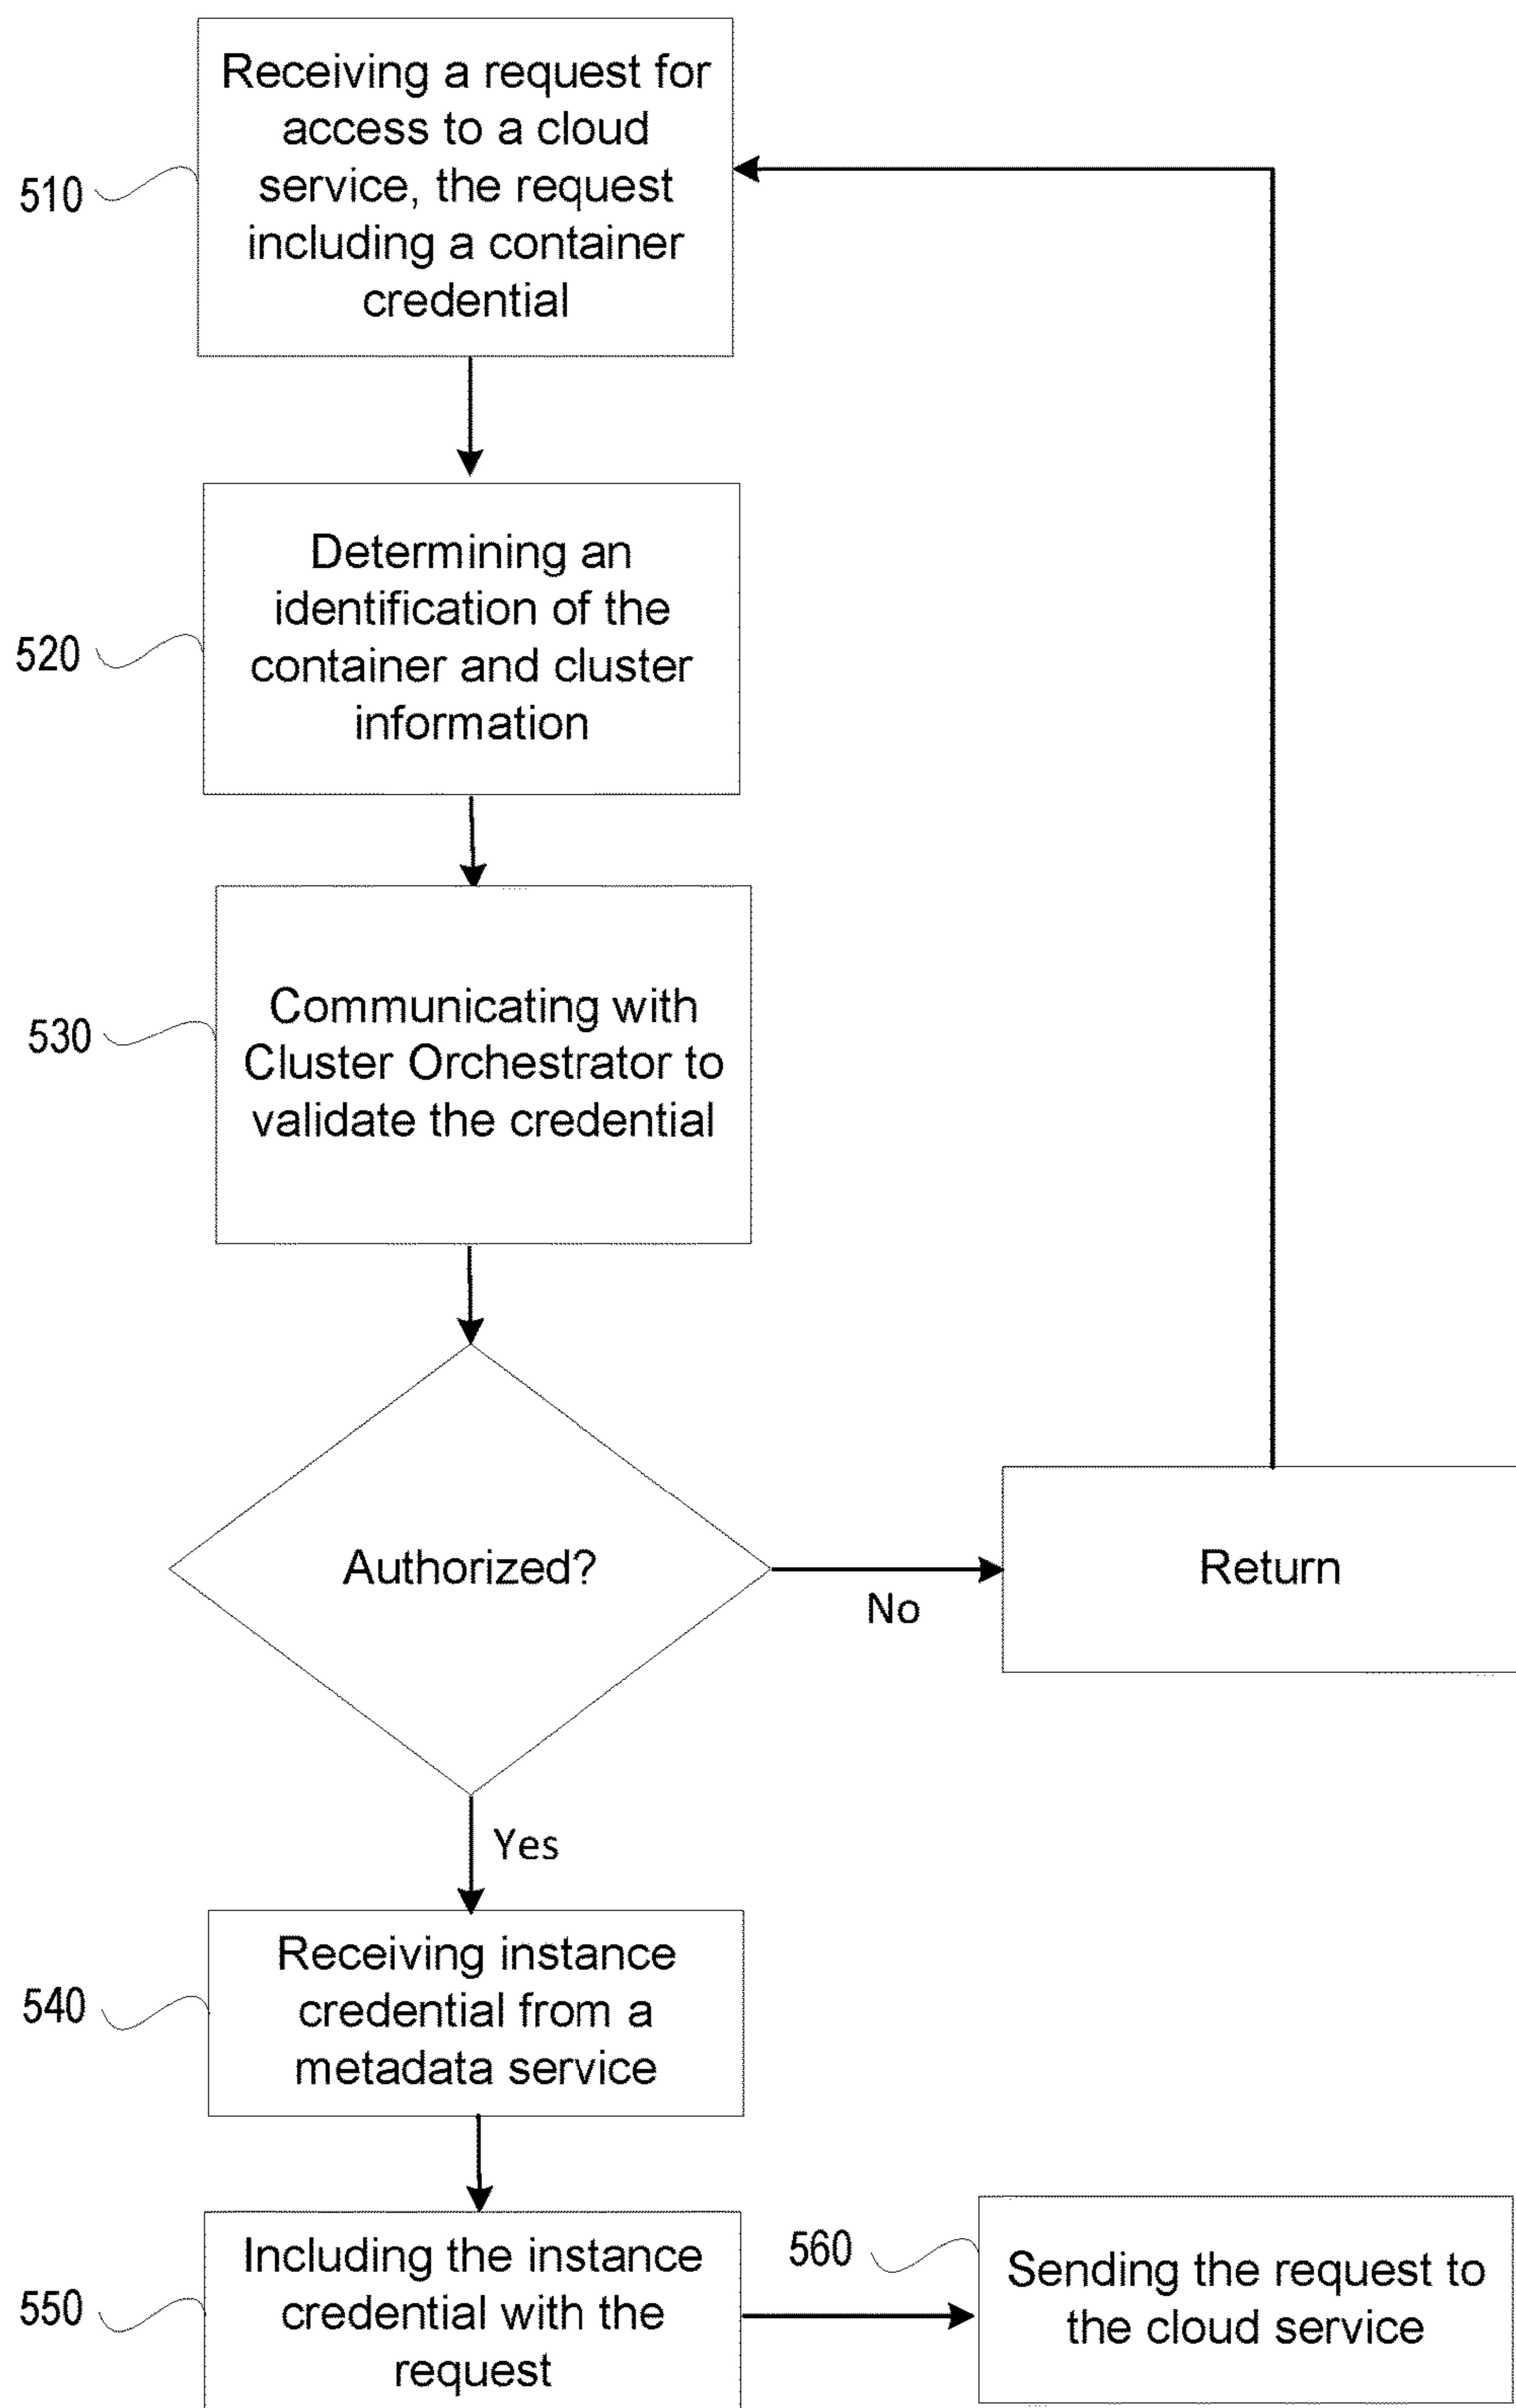 Receiving a request for
access to a cloud
service, the request
including a container
credential
510
Determining an
identification of the
container and cluster
information
520
Communicating with
Cluster Orchestrator to
validate the credential
530
Authorized?
No
Return
Yes
Receiving instance
credential from a
metadata service
540
Including the instance
credential with the
request
550
560
Sending the request to
the cloud service